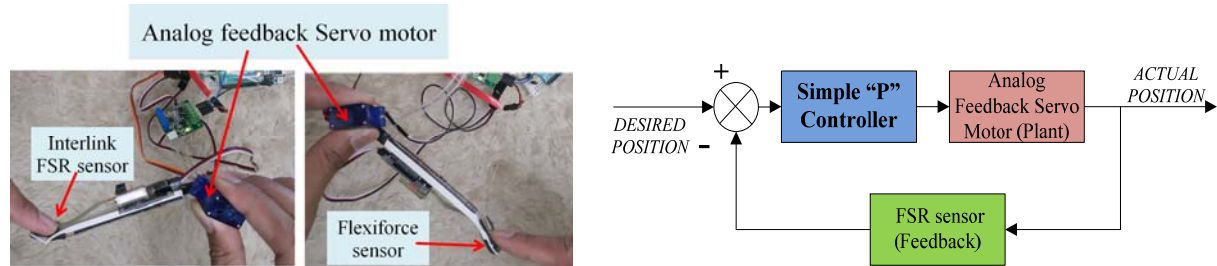 Analog feedback Servo motor
Interlink
FSR sensor
Flexiforce
sensor
+
DESIRED
POSITION
-
Simple “P”
Controller
Analog
Feedback Servo
Motor (Plant)
ACTUAL
POSITION
FSR sensor
(Feedback)